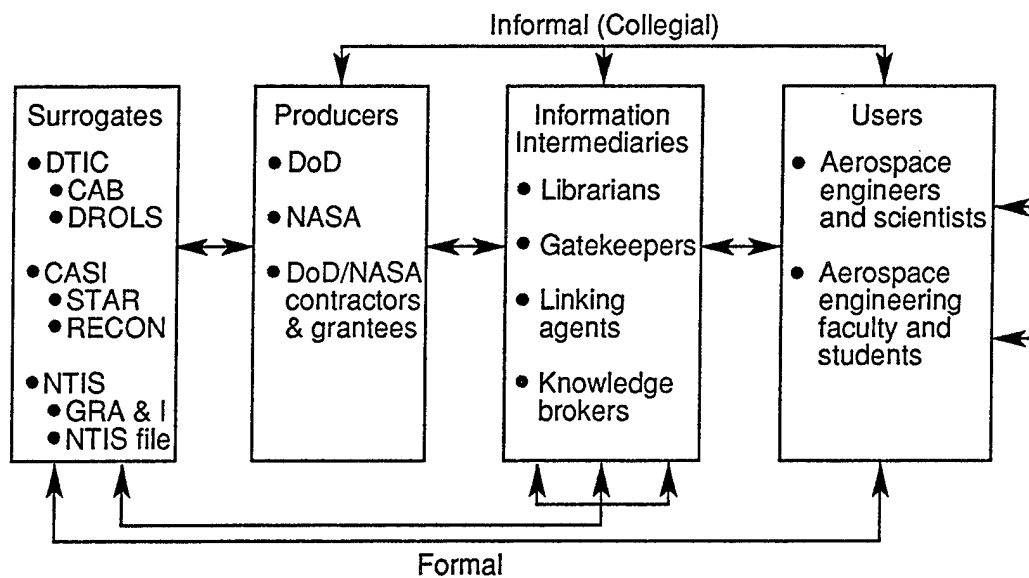 Informal (Collegial)
Surrogates
● DTIC
● CAB
● DROLS
● CASI
● STAR
● RECON
● NTIS
● GRA & I
● NTIS file
Producers
● DoD
● NASA
● DoD/NASA
contractors
& grantees
Information
Intermediaries
● Librarians
● Gatekeepers
● Linking
agents
● Knowledge
brokers
Users
● Aerospace
engineers
and scientists
● Aerospace
engineering
faculty and
students
Formal